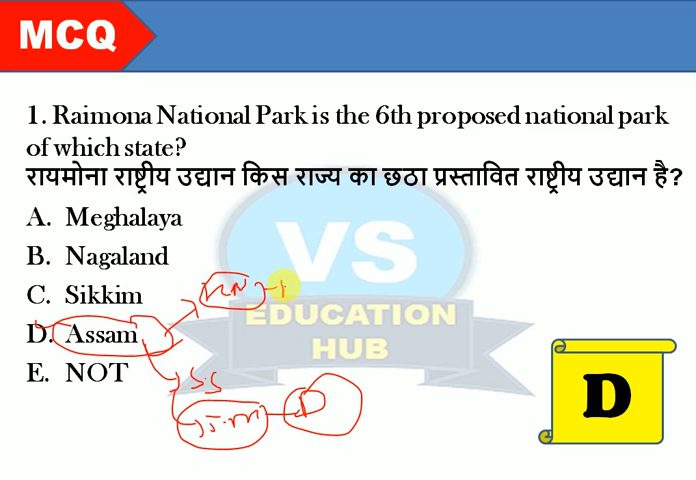 MCQ
1. Raimona National Park is the 6th proposed national park
of which state?
रायमोना राष्ट्रीय उद्यान किस राज्य का छठा प्रस्तावित राष्ट्रीय उद्यान है?
A. Meghalaya
B. Nagaland
C. Sikkim
D. Assam
E. NOT
VS
EDUCATION
HUB
S.S
D